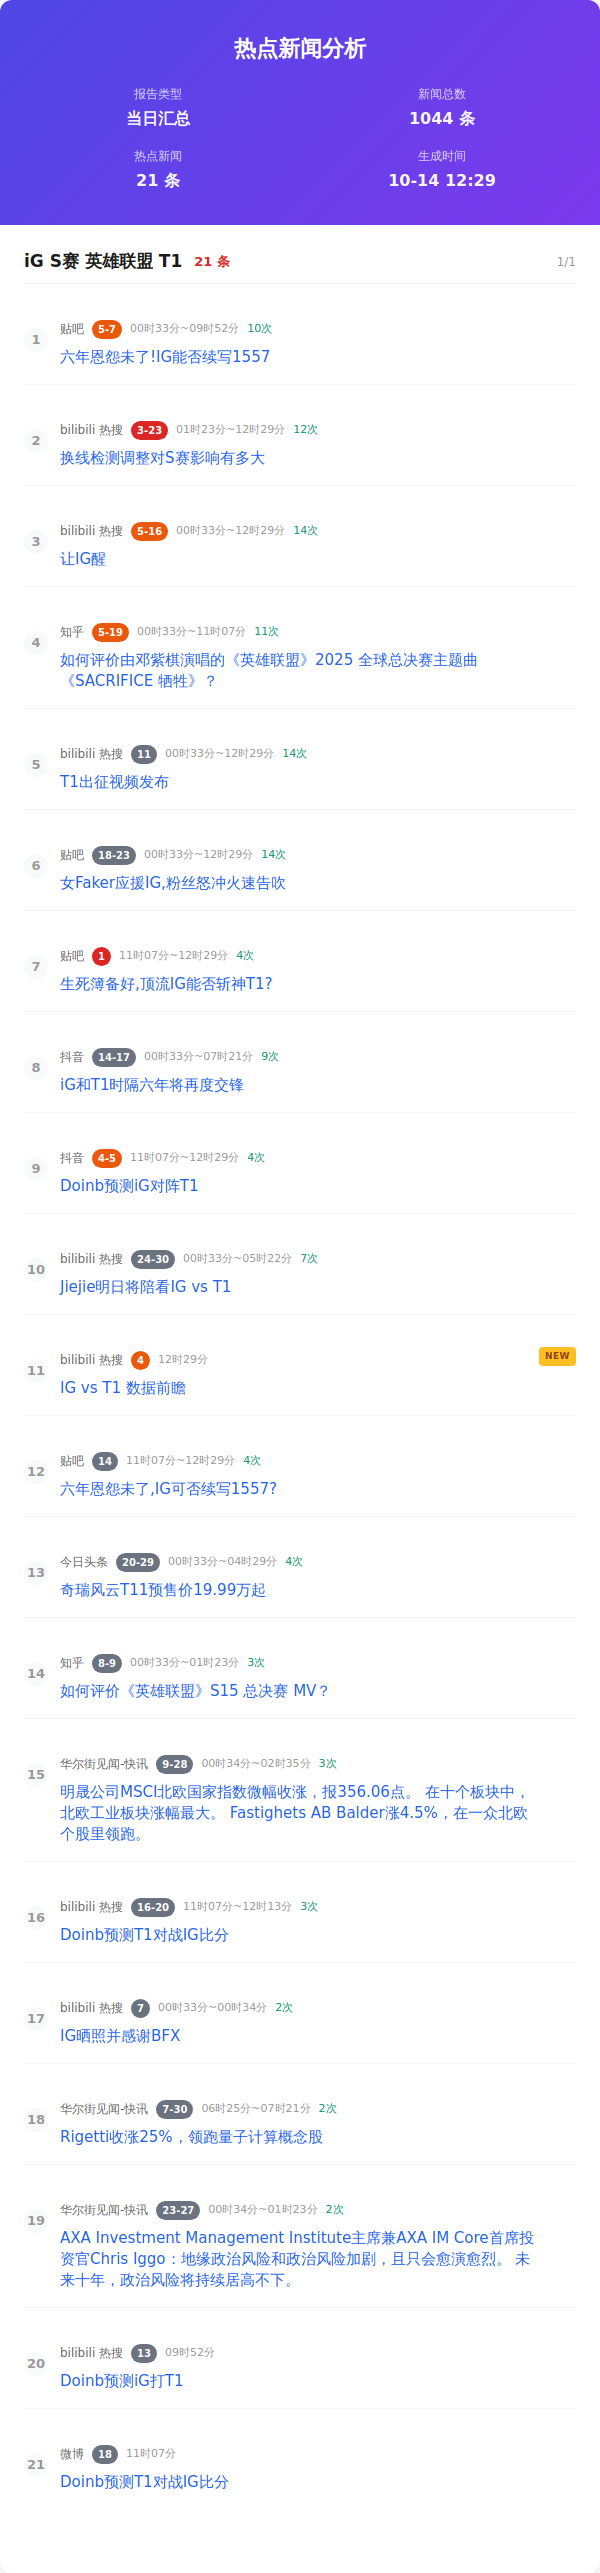 热点新闻分析
报告类型
新闻总数
当日汇总
1044 条
热点新闻
生成时间
21 条
10-14 12:29
iG S赛 英雄联盟 T1 21 条 1/1
1
贴吧 5-7 00时33分~09时52分 10次
六年恩怨未了!IG能否续写1557
2
bilibili 热搜 3-23 01时23分~12时29分 12次
换线检测调整对S赛影响有多大
3
bilibili 热搜 5-16 00时33分~12时29分 14次
让IG醒
4
知乎 5-19 00时33分~11时07分 11次
如何评价由邓紫棋演唱的《英雄联盟》2025 全球总决赛主题曲
《SACRIFICE 牺牲》？
5
bilibili 热搜 11 00时33分~12时29分 14次
T1出征视频发布
6
贴吧 18-23 00时33分~12时29分 14次
女Faker应援IG,粉丝怒冲火速告吹
7
贴吧 1 11时07分~12时29分 4次
生死簿备好,顶流IG能否斩神T1?
8
抖音 14-17 00时33分~07时21分 9次
iG和T1时隔六年将再度交锋
9
抖音 4-5 11时07分~12时29分 4次
Doinb预测iG对阵T1
10
bilibili 热搜 24-30 00时33分~05时22分 7次
Jiejie明日将陪看IG vs T1
11
bilibili 热搜 4 12时29分 NEW
IG vs T1 数据前瞻
12
贴吧 14 11时07分~12时29分 4次
六年恩怨未了,IG可否续写1557?
13
今日头条 20-29 00时33分~04时29分 4次
奇瑞风云T11预售价19.99万起
14
知乎 8-9 00时33分~01时23分 3次
如何评价《英雄联盟》S15 总决赛 MV？
15
华尔街见闻-快讯 9-28 00时34分~02时35分 3次
明晟公司MSCI北欧国家指数微幅收涨，报356.06点。 在十个板块中，
北欧工业板块涨幅最大。 Fastighets AB Balder涨4.5%，在一众北欧
个股里领跑。
16
bilibili 热搜 16-20 11时07分~12时13分 3次
Doinb预测T1对战IG比分
17
bilibili 热搜 7 00时33分~00时34分 2次
IG晒照并感谢BFX
18
华尔街见闻-快讯 7-30 06时25分~07时21分 2次
Rigetti收涨25%，领跑量子计算概念股
19
华尔街见闻-快讯 23-27 00时34分~01时23分 2次
AXA Investment Management Institute主席兼AXA IM Core首席投
资官Chris Iggo：地缘政治风险和政治风险加剧，且只会愈演愈烈。 未
来十年，政治风险将持续居高不下。
20
bilibili 热搜 13 09时52分
Doinb预测iG打T1
21
微博 18 11时07分
Doinb预测T1对战IG比分